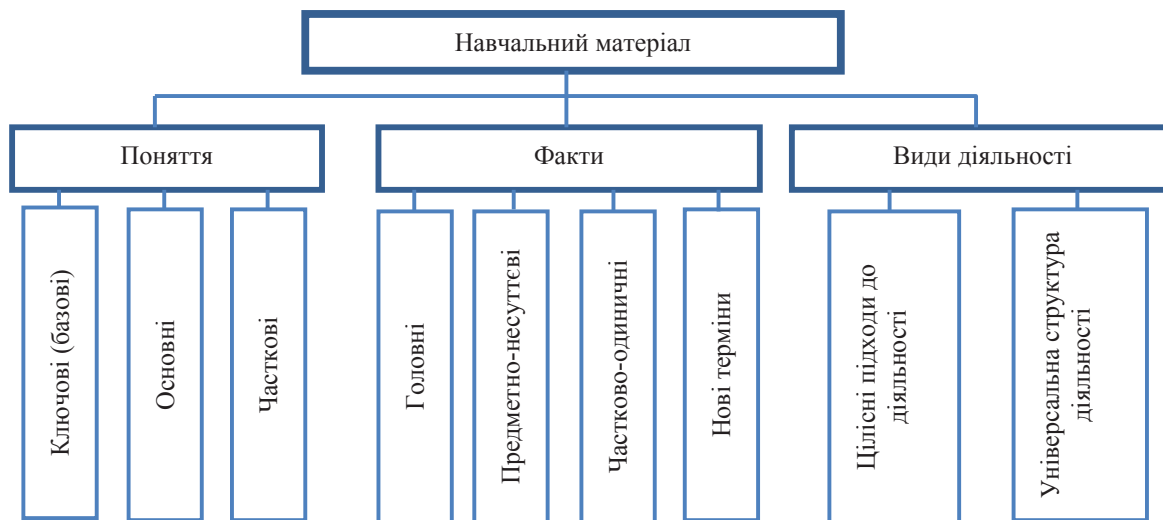 Навчальний матеріал
Поняття
Факти
Види діяльності
Ключові (базові)
Основні
Часткові
Головні
Предметно-несуттєві
Частково-одиничні
Нові терміни
Цілісні підходи до
діяльності
Універсальна структура
діяльності